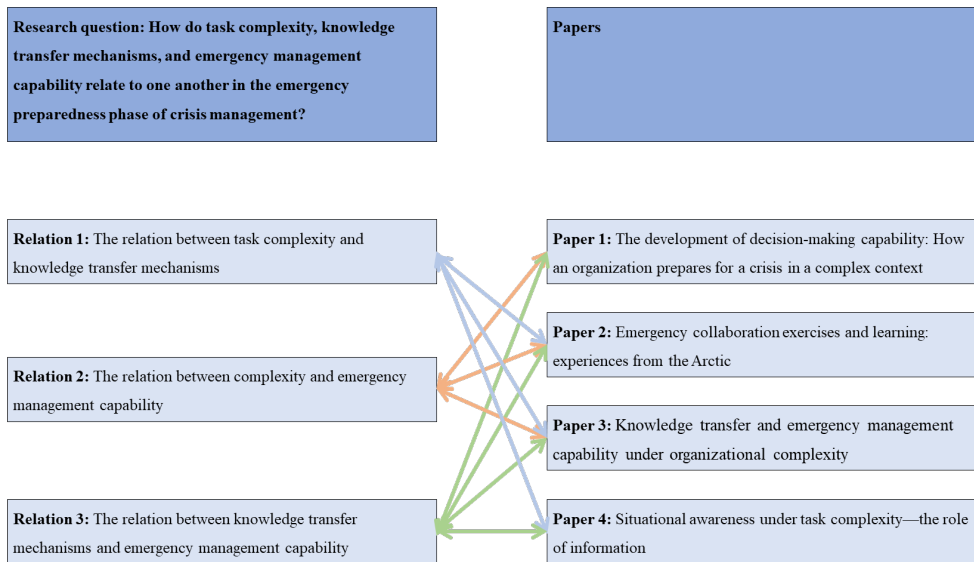 Research question: How do task complexity, knowledge
transfer mechanisms, and emergency management
capability relate to one another in the emergency
preparedness phase of crisis management?
Papers
Relation 1: The relation between task complexity and
knowledge transfer mechanisms
Relation 2: The relation between complexity and emergency
management capability
Relation 3: The relation between knowledge transfer
mechanisms and emergency management capability
Paper 1: The development of decision-making capability: How
an organization prepares for a crisis in a complex context
Paper 2: Emergency collaboration exercises and learning:
experiences from the Arctic
Paper 3: Knowledge transfer and emergency management
capability under organizational complexity
Paper 4: Situational awareness under task complexity—the role
of information